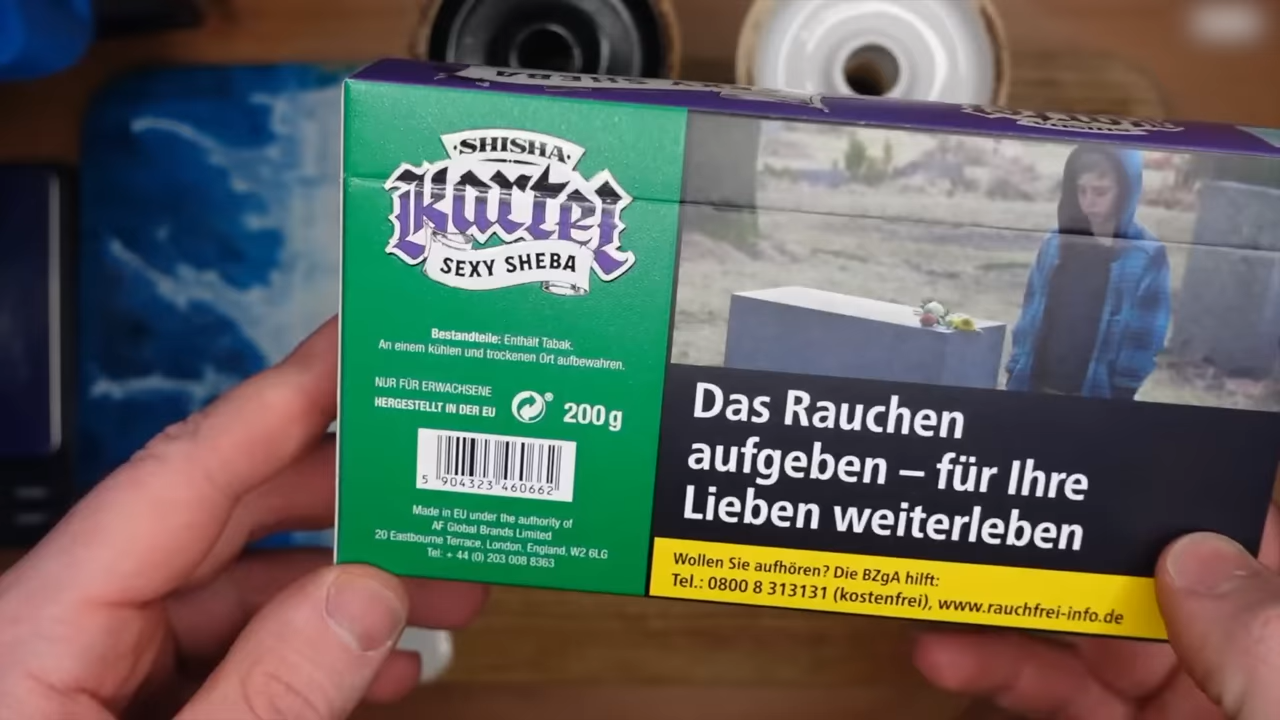 SHISHA
Kartel
SEXY SHEBA
Bestandteile: Enthält Tabak.
An einem kühlen und trockenen Ort aufbewahren.
NUR FÜR ERWACHSENE
HERGESTELLT IN DER EU
200g
5 904323 460662
Made in EU under the authority of
AF Global Brands Limited
20 Eastbourne Terrace, London, England, W2 6LG
Tel: + 44 (0) 203 008 8363
Das Rauchen
aufgeben – für Ihre
Lieben weiterleben
Wollen Sie aufhören? Die BZgA hilft:
Tel.: 0800 8 313131 (kostenfrei), www.rauchfrei-info.de